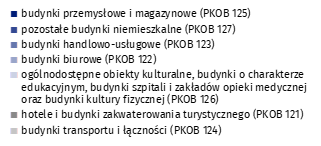 budynki przemysłowe i magazynowe (PKOB 125)
pozostałe budynki niemieszkalne (PKOB 127)
budynki handlowo-usługowe (PKOB 123)
budynki biurowe (PKOB 122)
ogólnodostępne obiekty kulturalne, budynki o charakterze
edukacyjnym, budynki szpitali i zakładów opieki medycznej
oraz budynki kultury fizycznej (PKOB 126)
hotele i budynki zakwaterowania turystycznego (PKOB 121)
budynki transportu i łączności (PKOB 124)